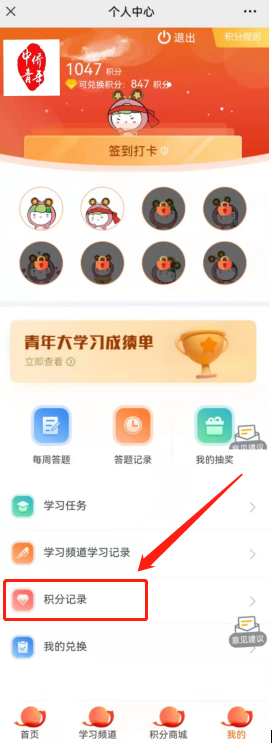 个人中心
中侨
青年
退出
积分规则
1047 积分
可兑换积分：847 积分
签到打卡
青年大学习成绩单
立即查看
每周答题
答题记录
我的抽奖
意见建议
学习任务
学习频道学习记录
积分记录
我的兑换
意见建议
首页
学习频道
积分商城
我的